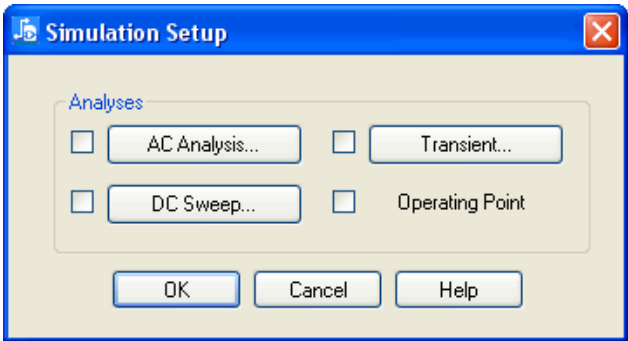 Simulation Setup
Analyses
AC Analysis... Transient...
DC Sweep... Operating Point
OK Cancel Help